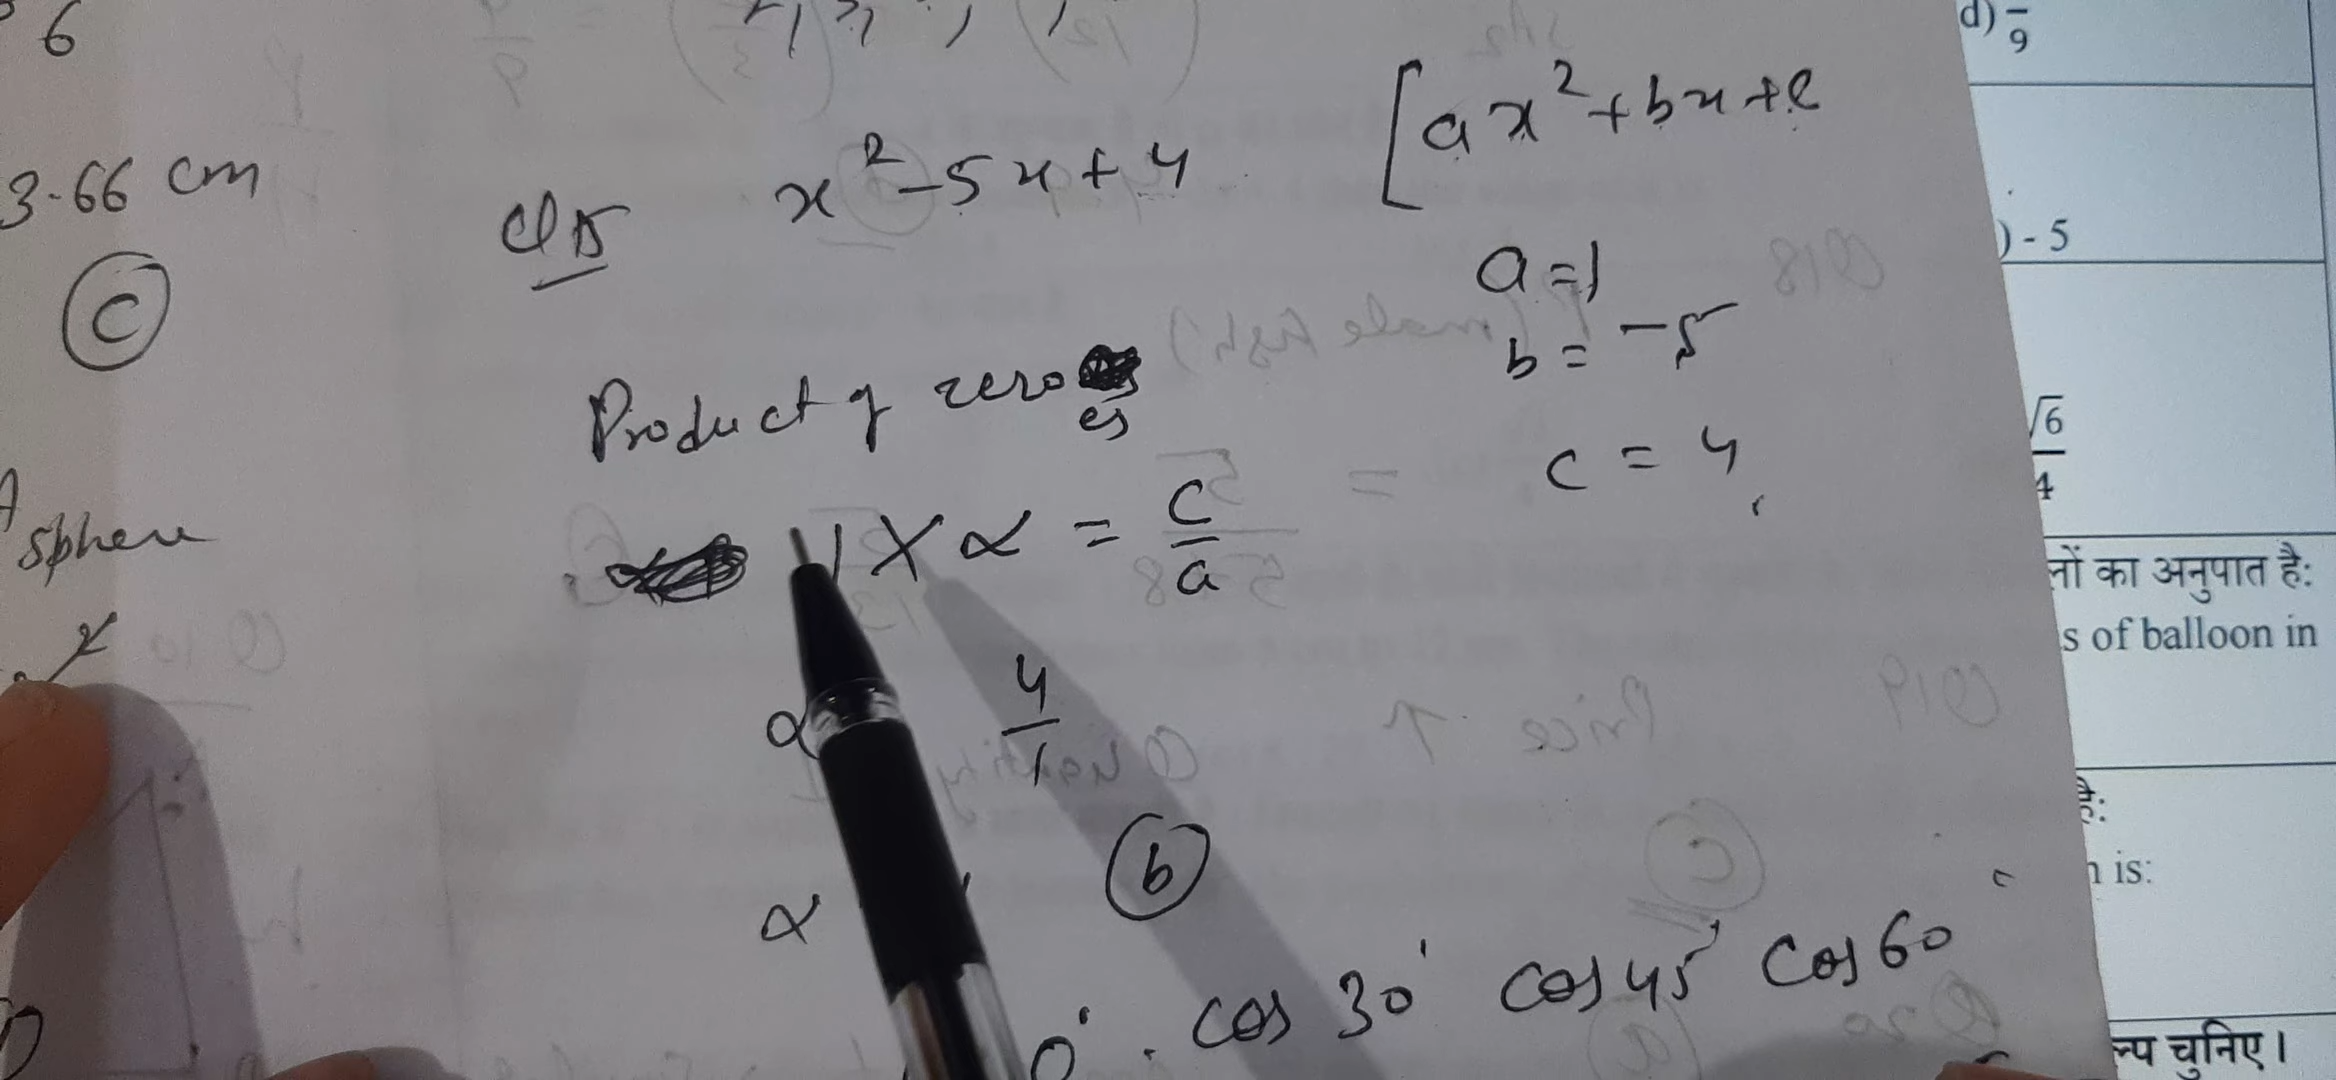 6
3.66 cm
C
sphere
x² - 5x + 4
[ax² + bx + c
a = 1
b = -5
c = 4
Product of zeroes
1 × α = c/a
α 4/1
α
b
0° . cos 30° cos 45° cos 60°
d) 9
) - 5
√6/4
नों का अनुपात है:
s of balloon in
है:
is:
ल्प चुनिए।